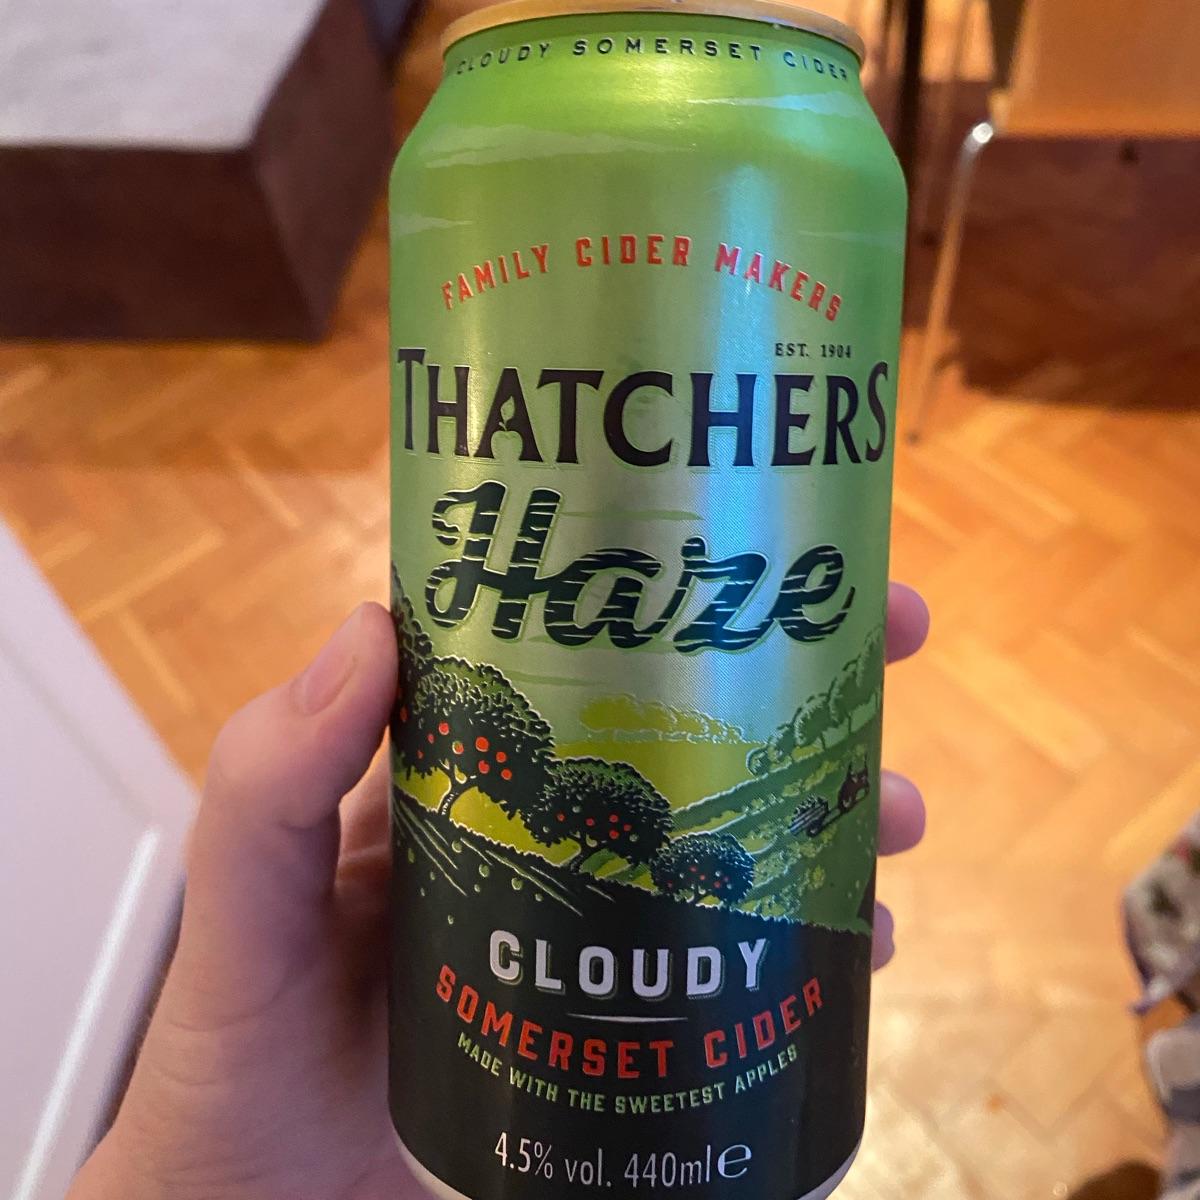 CLOUDY SOMERSET CIDER
FAMILY CIDER MAKERS
EST. 1904
THATCHERS
Haze
CLOUDY
SOMERSET CIDER
MADE WITH THE SWEETEST APPLES
4.5% vol. 440ml e